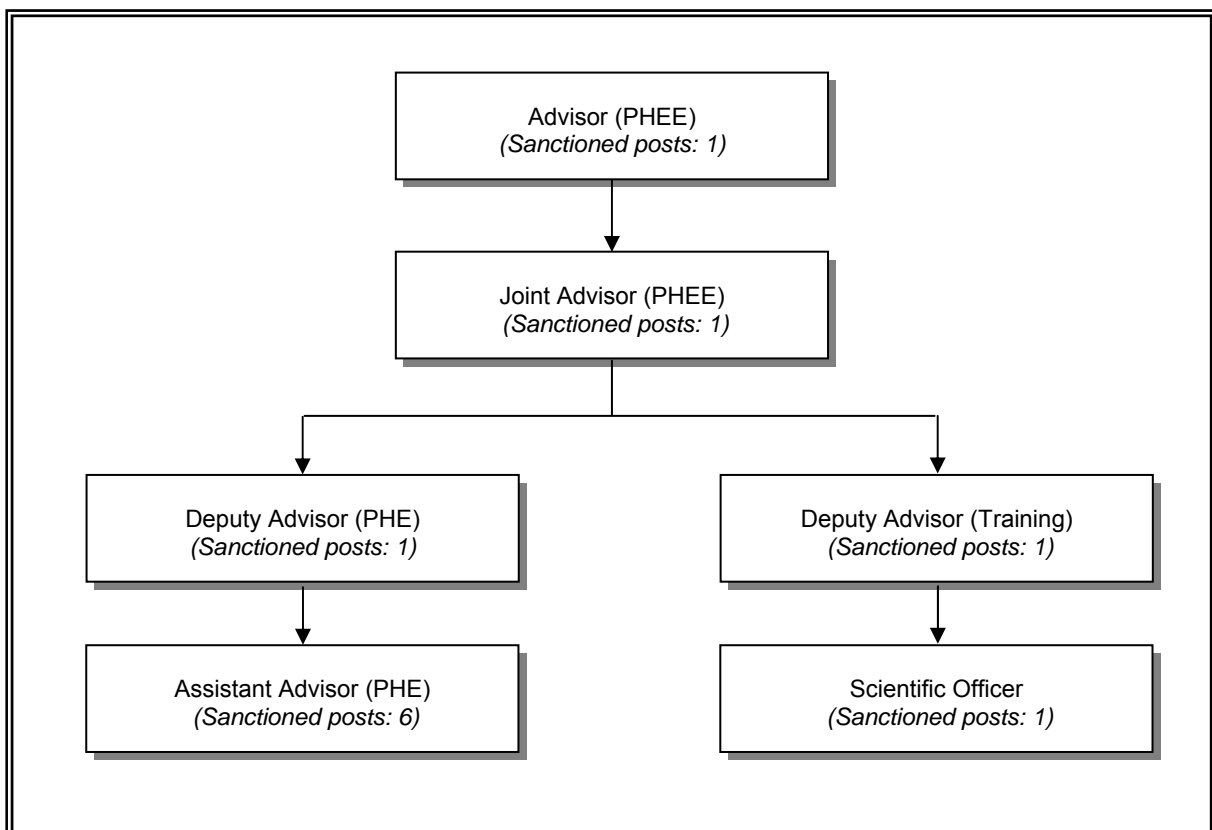 Advisor (PHEE)
(Sanctioned posts: 1)
Joint Advisor (PHEE)
(Sanctioned posts: 1)
Deputy Advisor (PHE)
(Sanctioned posts: 1)
Deputy Advisor (Training)
(Sanctioned posts: 1)
Assistant Advisor (PHE)
(Sanctioned posts: 6)
Scientific Officer
(Sanctioned posts: 1)